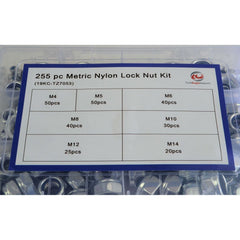 255 pc Metric Nylon Lock Nut Kit
(19KC-TZ7053)
M4
50pcs
M5
50pcs
M6
40pcs
M8
40pcs
M10
30pcs
M12
25pcs
M14
20pcs